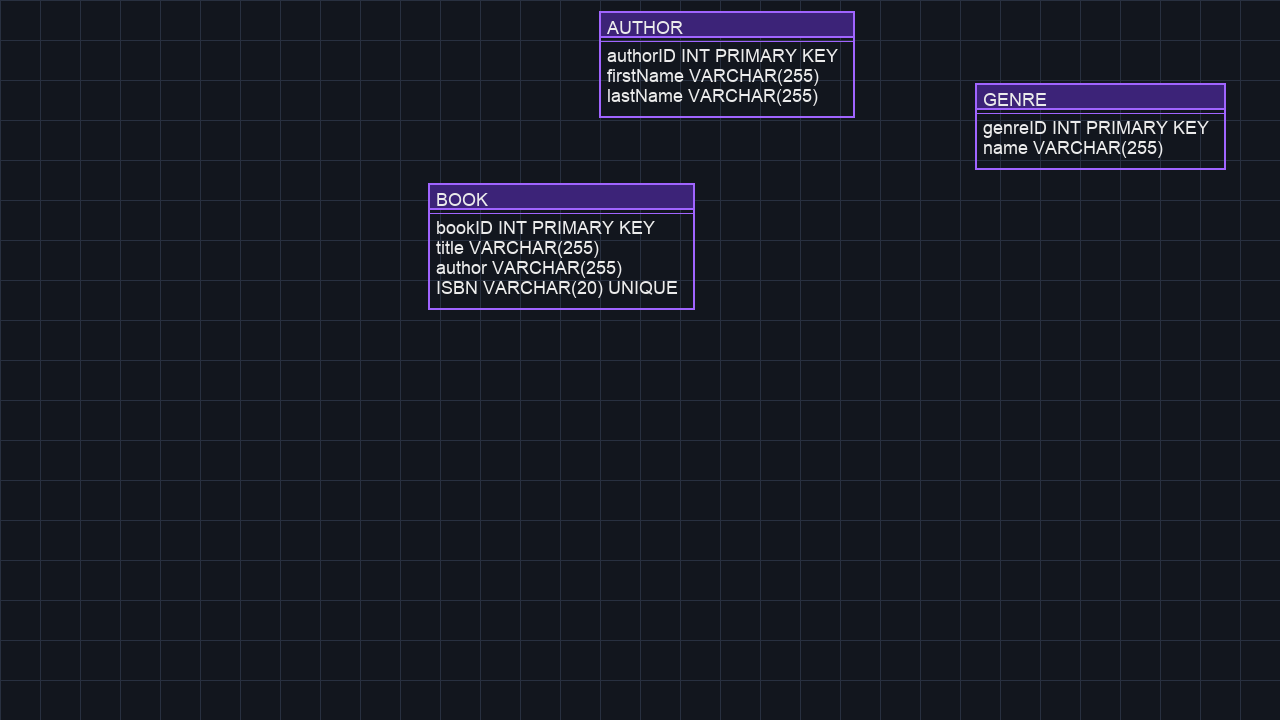 AUTHOR
authorID INT PRIMARY KEY
firstName VARCHAR(255)
lastName VARCHAR(255)
GENRE
genreID INT PRIMARY KEY
name VARCHAR(255)
BOOK
bookID INT PRIMARY KEY
title VARCHAR(255)
author VARCHAR(255)
ISBN VARCHAR(20) UNIQUE